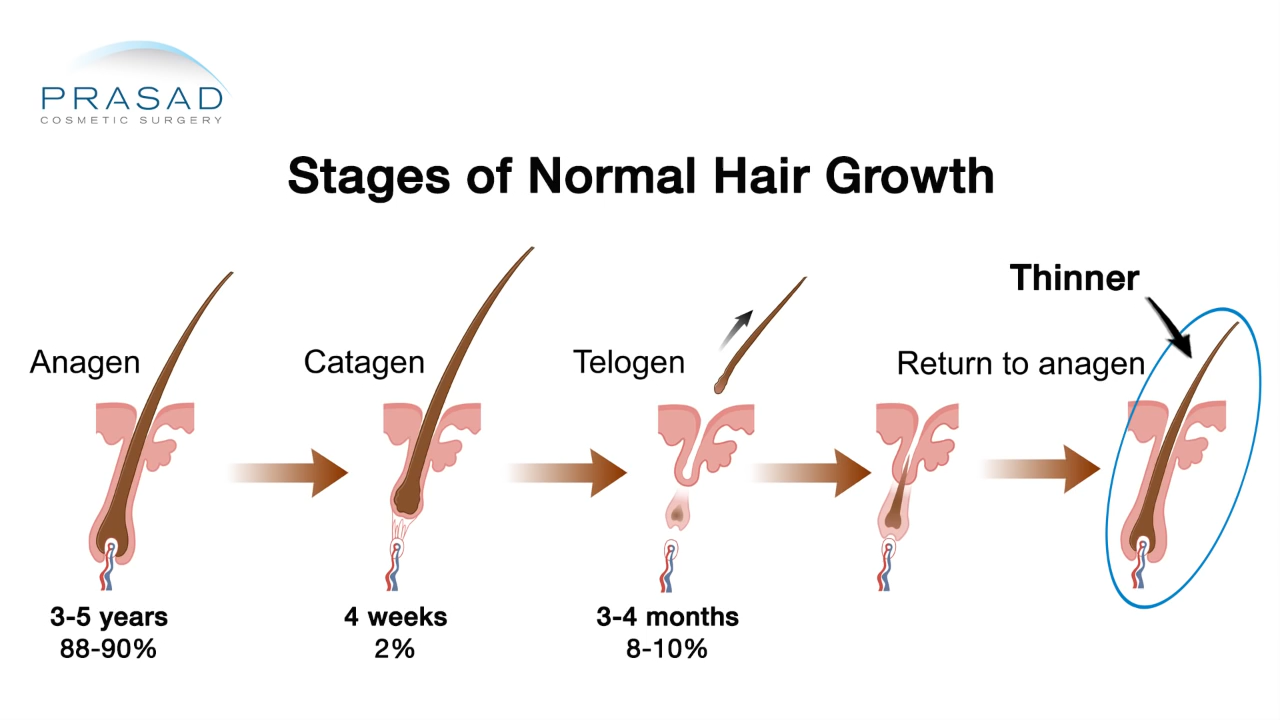 PRASAD
COSMETIC SURGERY
Stages of Normal Hair Growth
Thinner
Anagen
Catagen
Telogen
Return to anagen
3-5 years
88-90%
4 weeks
2%
3-4 months
8-10%